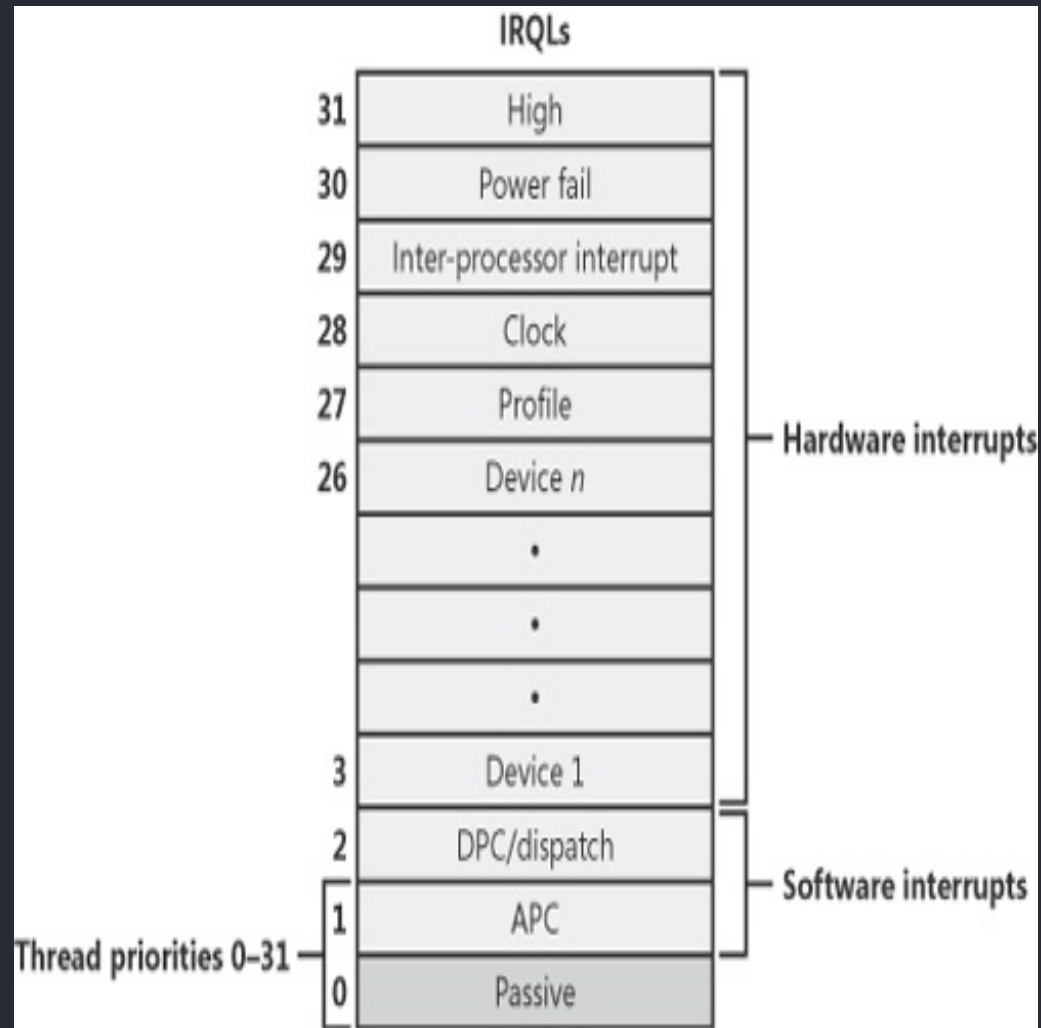 IRQLs
31 High
30 Power fail
29 Inter-processor interrupt
28 Clock
27 Profile
26 Device n
•
•
•
3 Device 1
2 DPC/dispatch
1 APC
0 Passive
Hardware interrupts
Software interrupts
Thread priorities 0–31